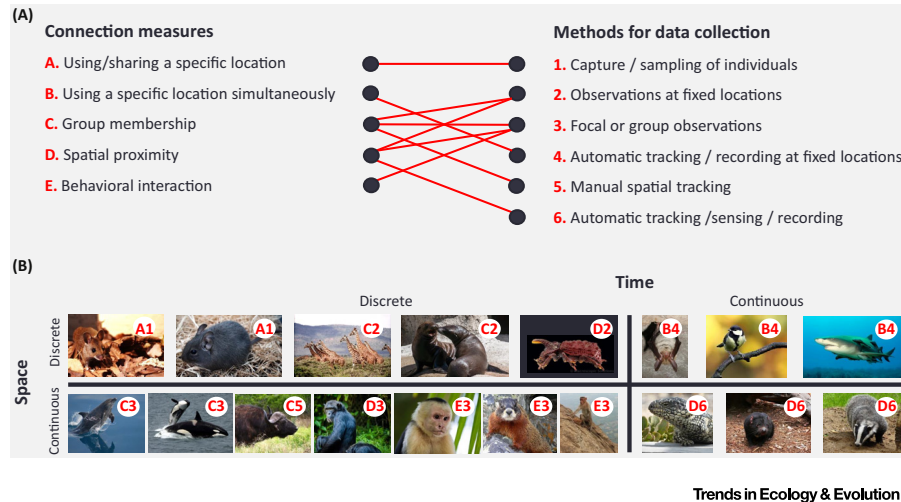 (A)
Connection measures
Methods for data collection
A. Using/sharing a specific location
1. Capture / sampling of individuals
B. Using a specific location simultaneously
2. Observations at fixed locations
C. Group membership
3. Focal or group observations
D. Spatial proximity
4. Automatic tracking / recording at fixed locations
E. Behavioral interaction
5. Manual spatial tracking
6. Automatic tracking /sensing / recording
(B)
Time
Discrete
Continuous
Space
Discrete
A1
A1
C2
C2
D2
B4
B4
B4
Continuous
C3
C3
C5
D3
E3
E3
E3
D6
D6
D6
Trends in Ecology & Evolution